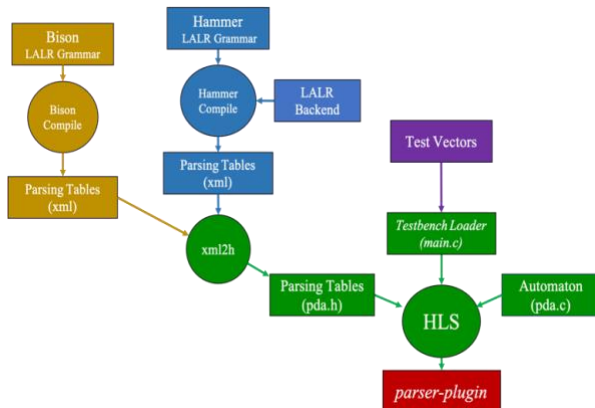 Bison
LALR Grammar
Hammer
LALR Grammar
Bison
Compile
Hammer
Compile
LALR
Backend
Test Vectors
Parsing Tables
(xml)
Parsing Tables
(xml)
Testbench Loader
(main.c)
xml2h
Parsing Tables
(pda.h)
HLS
Automaton
(pda.c)
parser-plugin